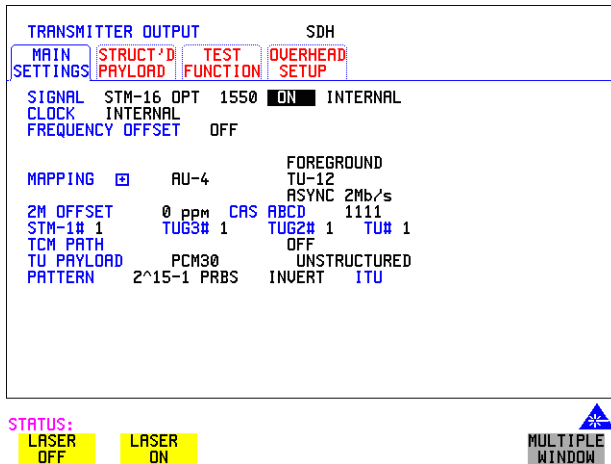 TRANSMITTER OUTPUT SDH
MAIN SETTINGS STRUCT'D PAYLOAD TEST FUNCTION OVERHEAD SETUP
SIGNAL STM-16 OPT 1550 ON INTERNAL
CLOCK INTERNAL
FREQUENCY OFFSET OFF
FOREGROUND
MAPPING + AU-4 TU-12
ASYNC 2Mb/s
2M OFFSET 0 ppm CAS ABCD 1111
STM-1# 1 TUG3# 1 TUG2# 1 TU# 1
TCM PATH OFF
TU PAYLOAD PCM30 UNSTRUCTURED
PATTERN 2^15-1 PRBS INVERT ITU
STATUS:
LASER OFF LASER ON MULTIPLE WINDOW